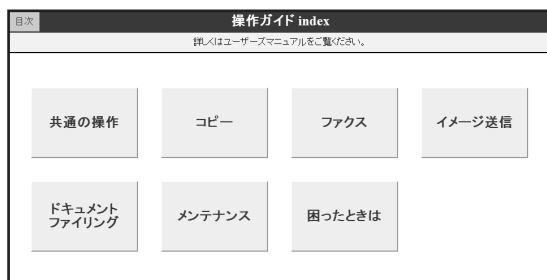 目次
操作ガイド index
詳しくはユーザーズマニュアルをご覧ください。
共通の操作
コピー
ファクス
イメージ送信
ドキュメント
ファイリング
メンテナンス
困ったときは